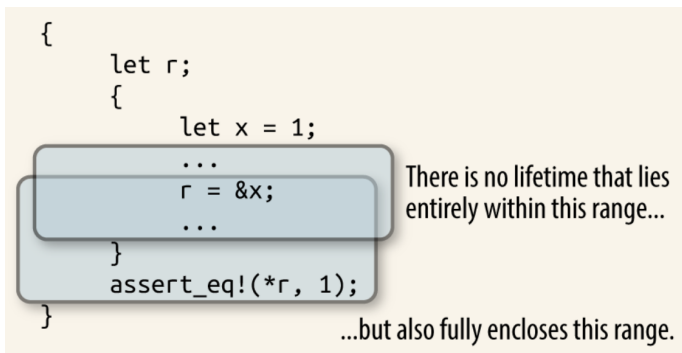 {
let r;
{
let x = 1;
...
r = &x;
...
}
assert_eq!(*r, 1);
}
There is no lifetime that lies
entirely within this range...
...but also fully encloses this range.